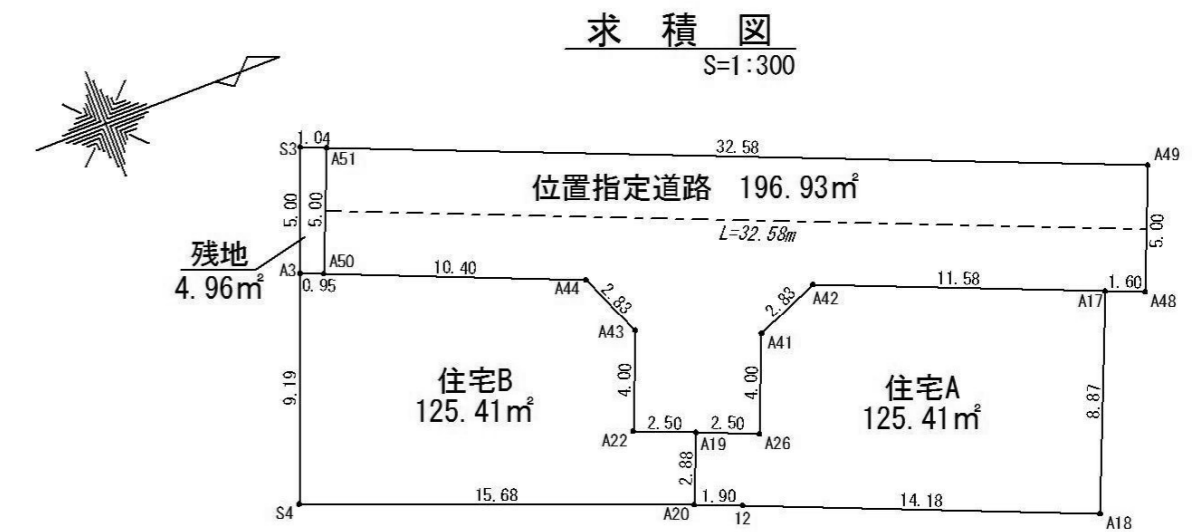 求 積 図
S=1:300
S3
1.04
A51
32.58
A49
位置指定道路 196.93㎡
5.00
5.00
L=32.58m
5.00
残地
4.96㎡
A3
A50
0.95
10.40
A44
2.83
A43
2.83
A42
11.58
A17
1.60
A48
A41
9.19
住宅B
125.41㎡
4.00
4.00
住宅A
125.41㎡
8.87
A22
2.50
A19
2.50
A26
2.88
S4
15.68
A20
1.90
12
14.18
A18